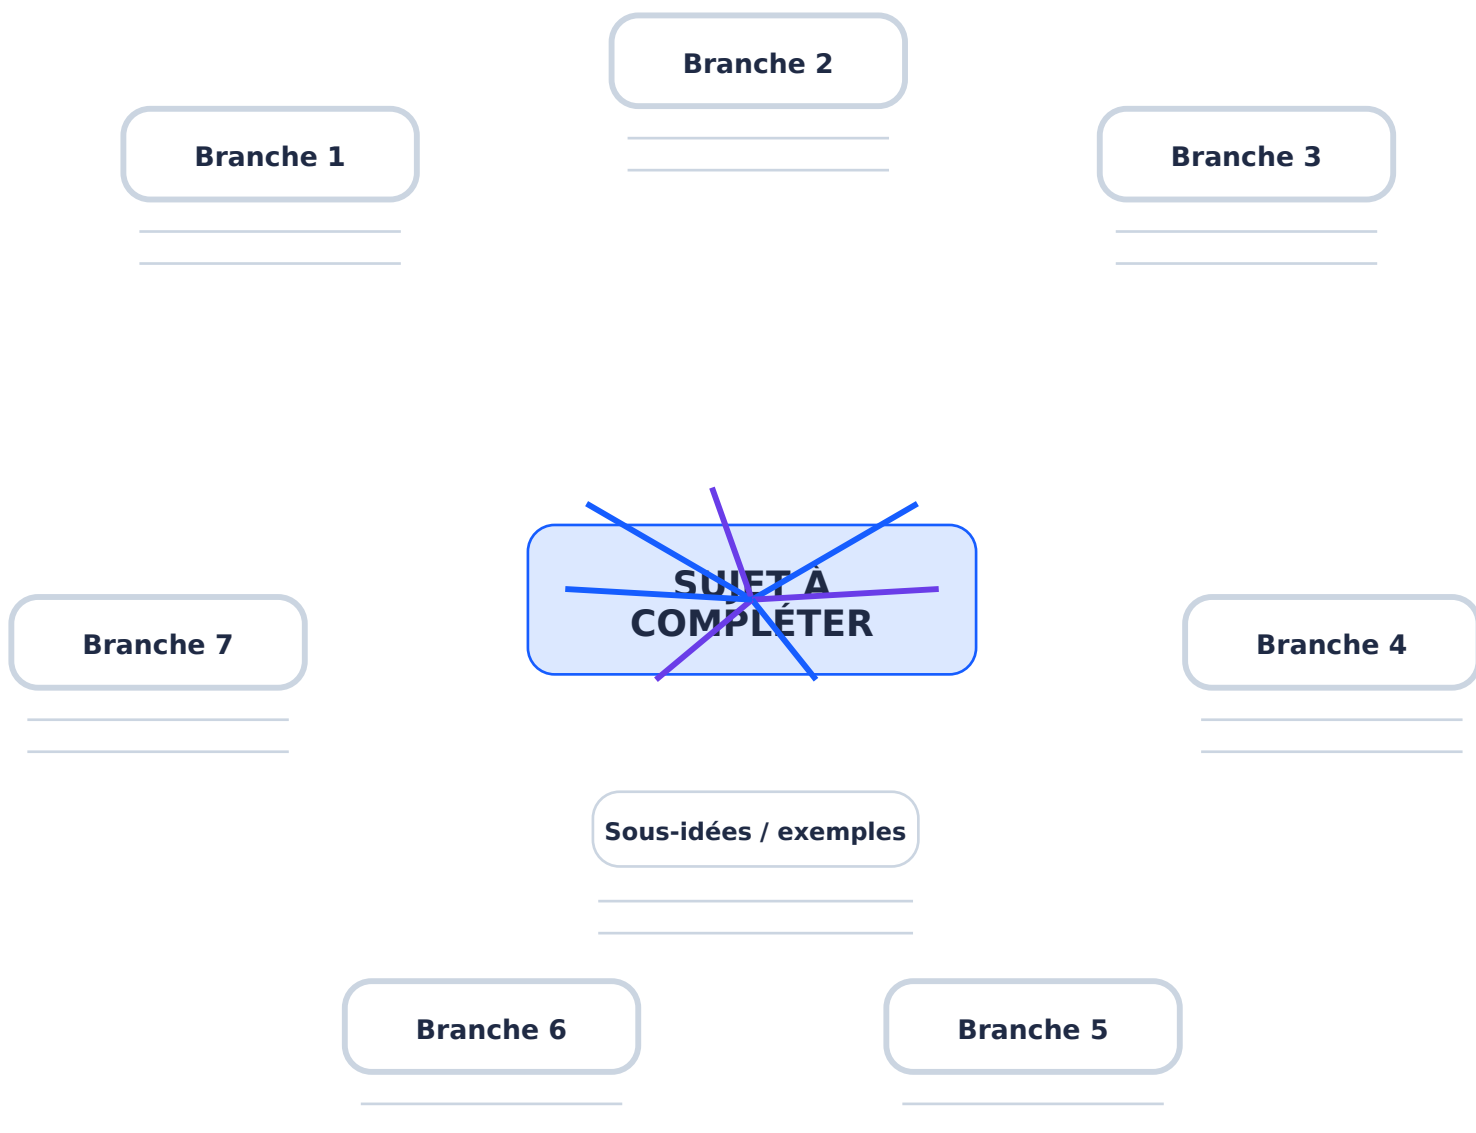 Branche 2
Branche 1
Branche 3
SUJET À
COMPLÉTER
Branche 7
Branche 4
Sous-idées / exemples
Branche 6
Branche 5